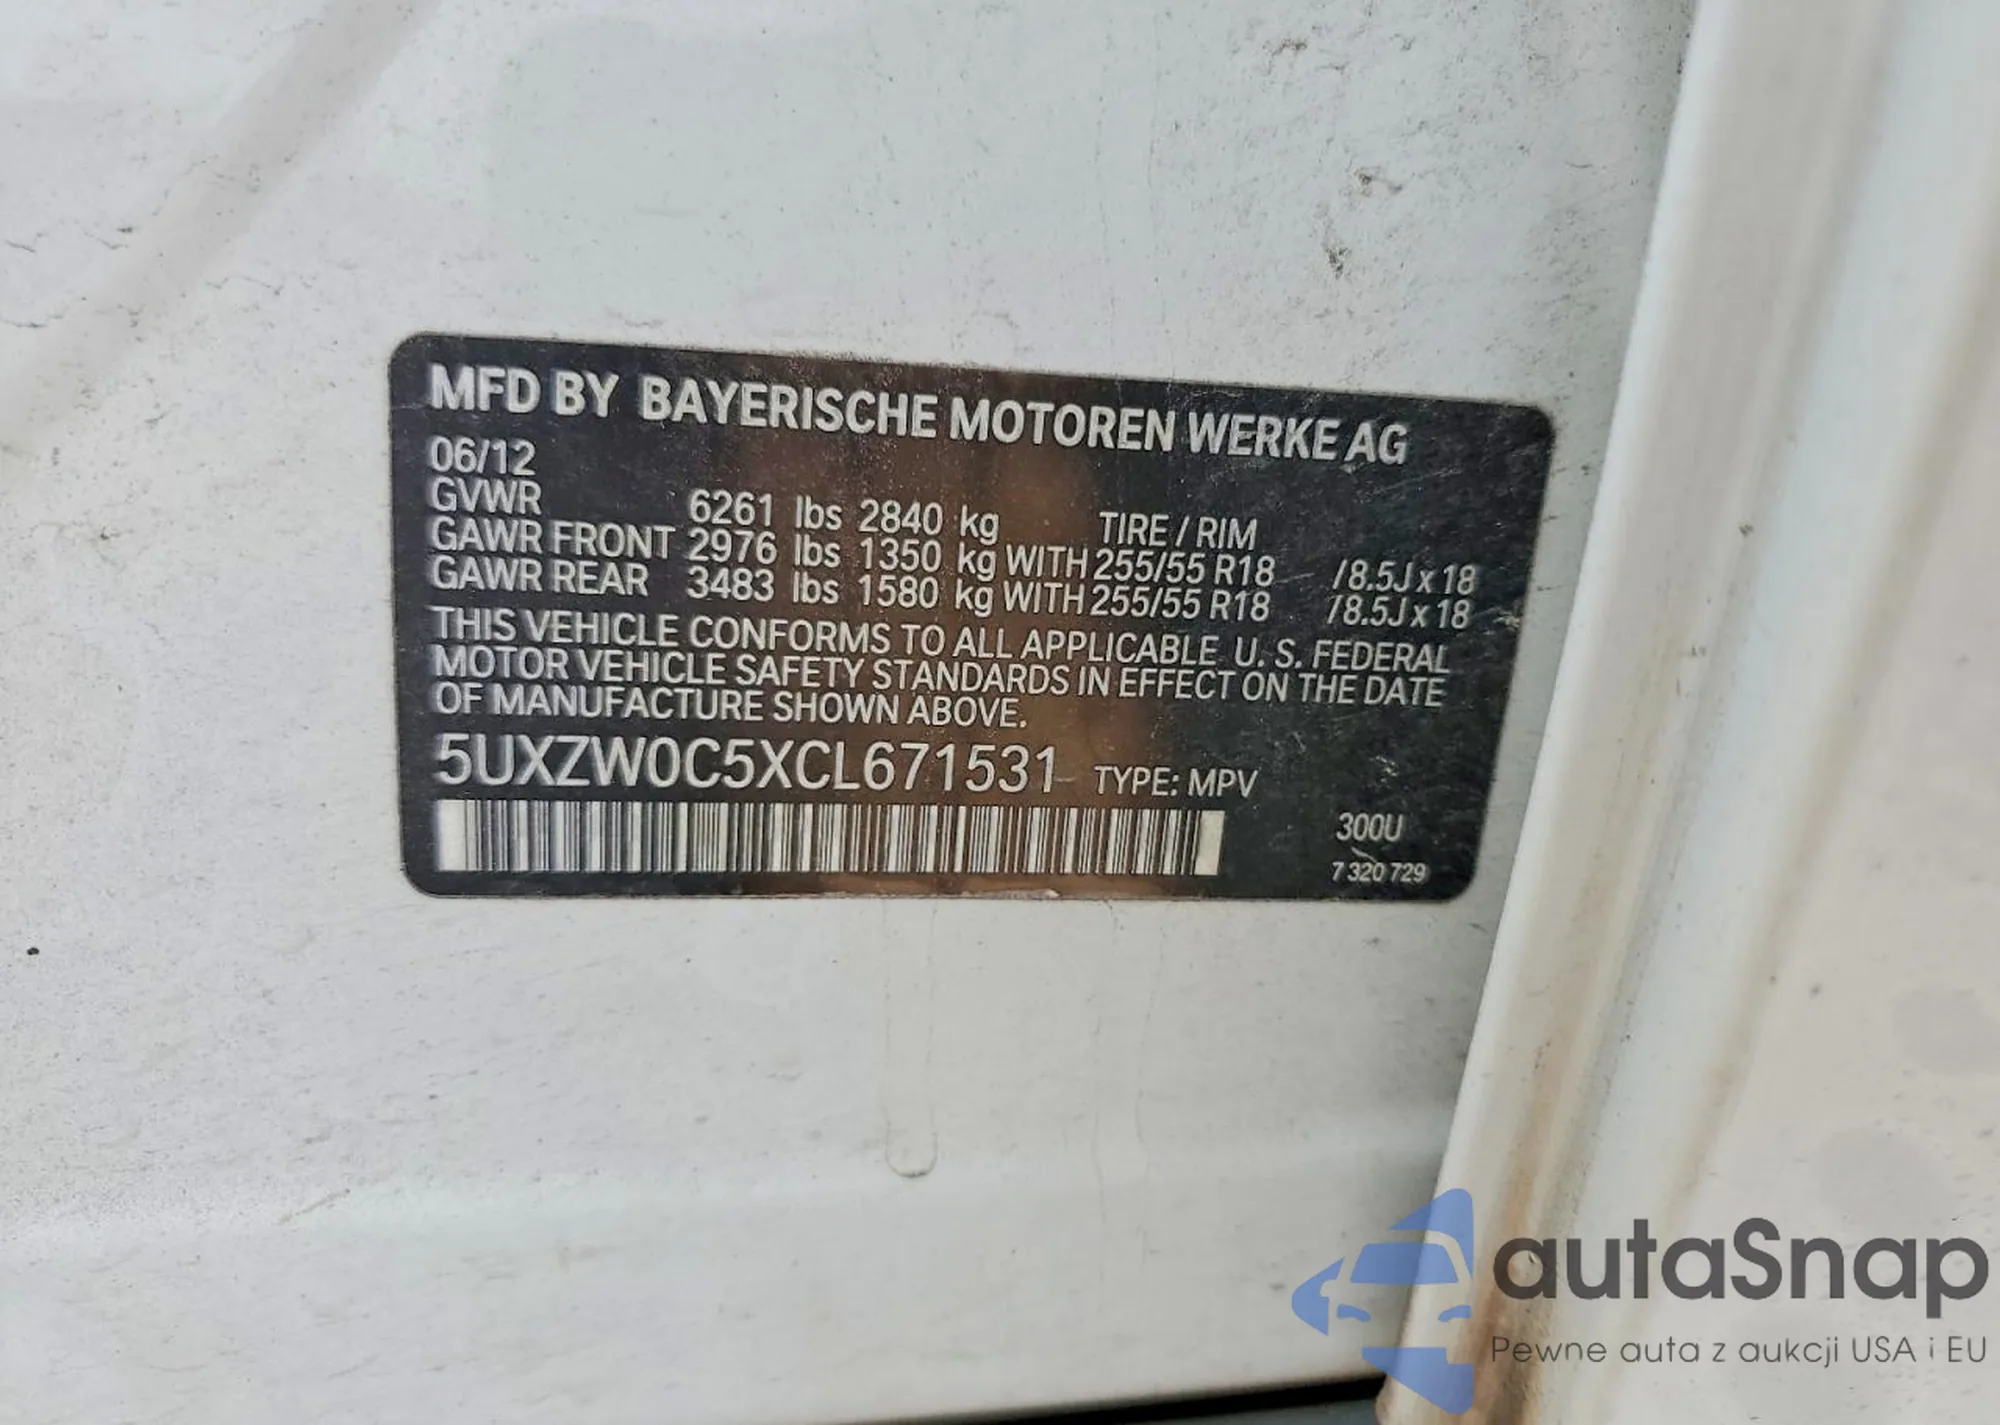 MFD BY BAYERISCHE MOTOREN WERKE AG
06/12
GVWR 6261 lbs 2840 kg TIRE / RIM
GAWR FRONT 2976 lbs 1350 kg WITH 255/55 R18 /8.5J x 18
GAWR REAR 3483 lbs 1580 kg WITH 255/55 R18 /8.5J x 18
THIS VEHICLE CONFORMS TO ALL APPLICABLE U. S. FEDERAL
MOTOR VEHICLE SAFETY STANDARDS IN EFFECT ON THE DATE
OF MANUFACTURE SHOWN ABOVE.
5UXZW0C5XCL671531 TYPE: MPV
300U
7 320 729
autaSnap
Pewne auta z aukcji USA i EU